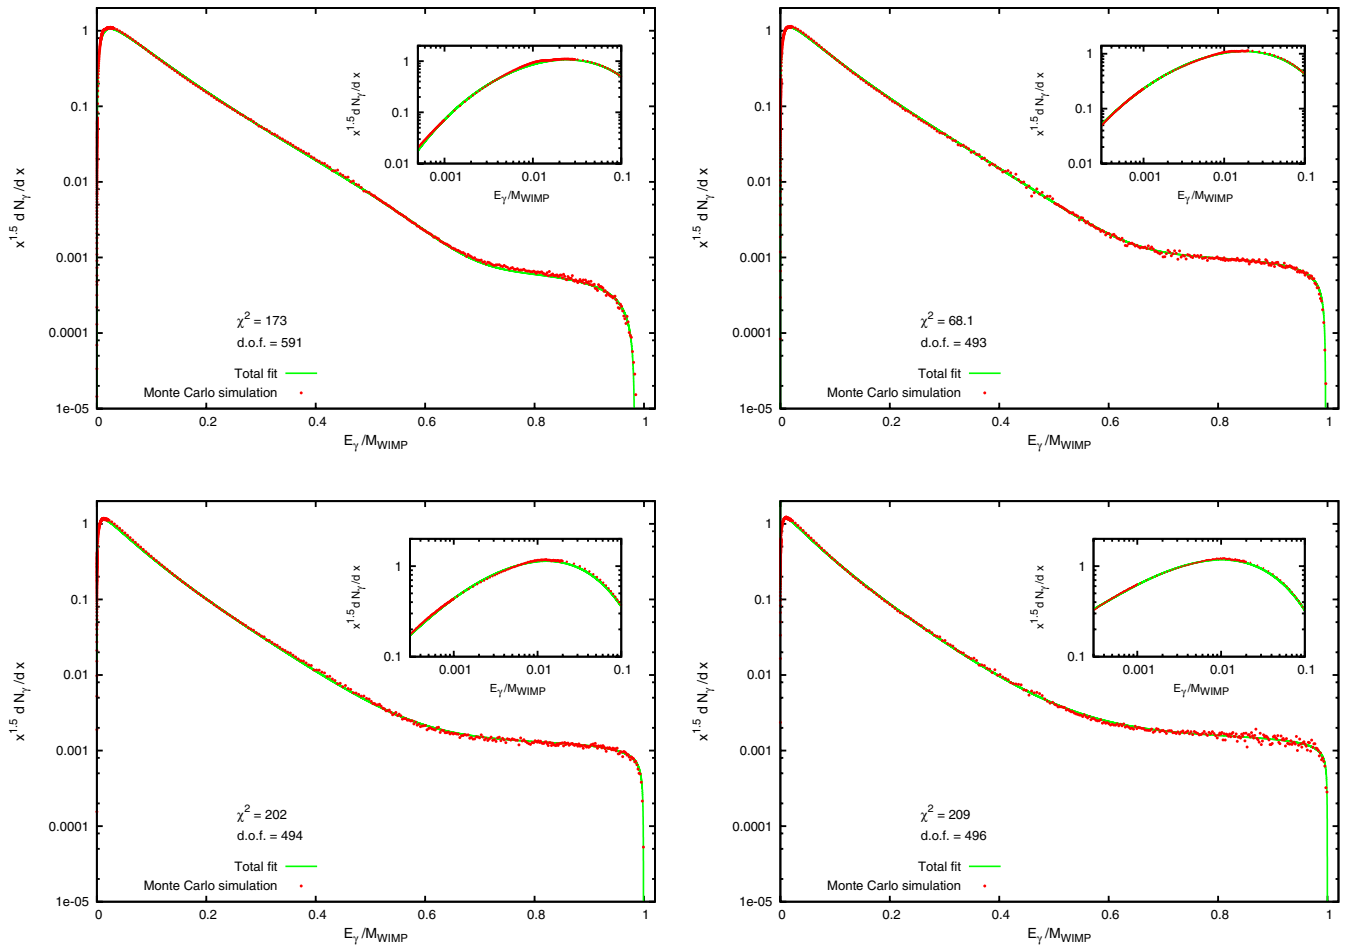 1
0.1
0.01
0.001
0.0001
1e-05
0 0.2 0.4 0.6 0.8 1
x^1.5 d N_γ/d x
E_γ/M_WIMP
χ² = 173
d.o.f. = 591
Total fit
Monte Carlo simulation
1
0.1
0.01
0.001 0.01 0.1
x^1.5 d N_γ/d x
E_γ/M_WIMP
1
0.1
0.01
0.001
0.0001
1e-05
0 0.2 0.4 0.6 0.8 1
x^1.5 d N_γ/d x
E_γ/M_WIMP
χ² = 68.1
d.o.f. = 493
Total fit
Monte Carlo simulation
1
0.1
0.01
0.001 0.01 0.1
x^1.5 d N_γ/d x
E_γ/M_WIMP
1
0.1
0.01
0.001
0.0001
1e-05
0 0.2 0.4 0.6 0.8 1
x^1.5 d N_γ/d x
E_γ/M_WIMP
χ² = 202
d.o.f. = 494
Total fit
Monte Carlo simulation
1
0.1
0.001 0.01 0.1
x^1.5 d N_γ/d x
E_γ/M_WIMP
1
0.1
0.01
0.001
0.0001
1e-05
0 0.2 0.4 0.6 0.8 1
x^1.5 d N_γ/d x
E_γ/M_WIMP
χ² = 209
d.o.f. = 496
Total fit
Monte Carlo simulation
1
0.1
0.001 0.01 0.1
x^1.5 d N_γ/d x
E_γ/M_WIMP